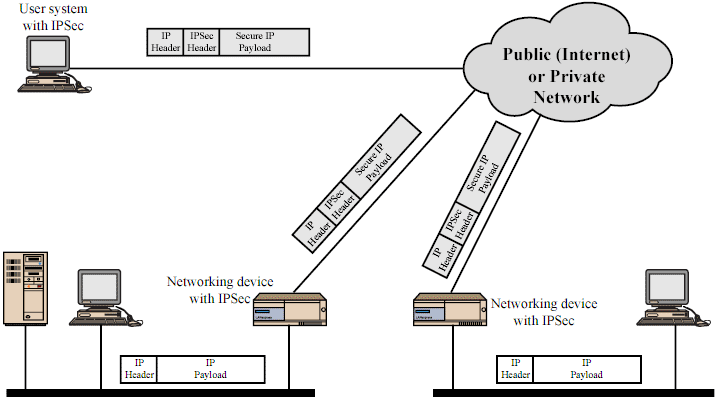 User system
with IPSec
IP
Header
IPSec
Header
Secure IP
Payload
Public (Internet)
or Private
Network
IP
Header
IPSec
Header
Secure IP
Payload
IP
Header
IPSec
Header
Secure IP
Payload
Networking device
with IPSec
Networking device
with IPSec
IP
Header
IP
Payload
IP
Header
IP
Payload